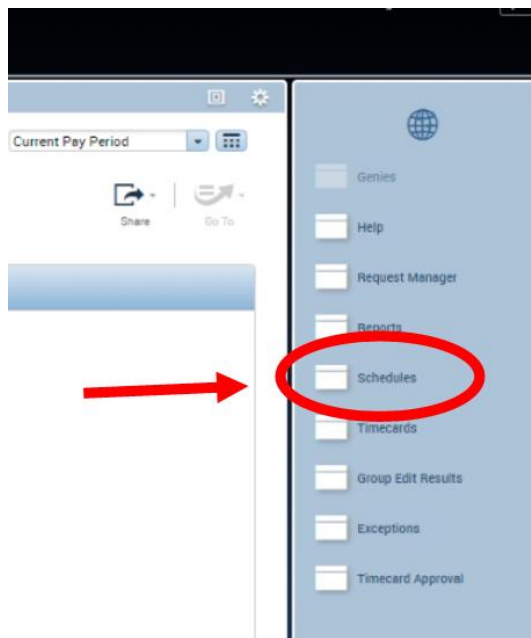 Current Pay Period
Share
Go To
Genies
Help
Request Manager
Reports
Schedules
Timecards
Group Edit Results
Exceptions
Timecard Approval